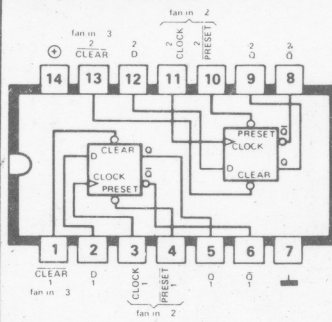 fan in 2
fan in 3
2 CLEAR
2 D
2 CLOCK
2 PRESET
2 Q
2 Q̅
14 13 12 11 10 9 8
PRESET
CLOCK
Q̅
D
Q
CLEAR
CLEAR
D
Q
CLOCK
Q̅
PRESET
1 2 3 4 5 6 7
CLEAR 1
D 1
CLOCK 1
PRESET 1
Q 1
Q̅ 1
fan in 3
fan in 2